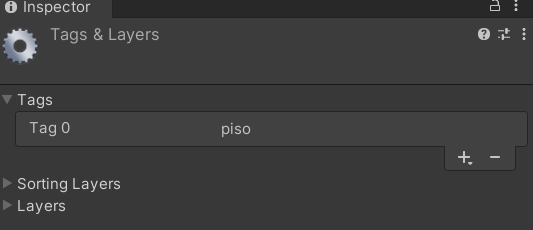 Inspector
Tags & Layers
Tags
Tag 0 piso
Sorting Layers
Layers